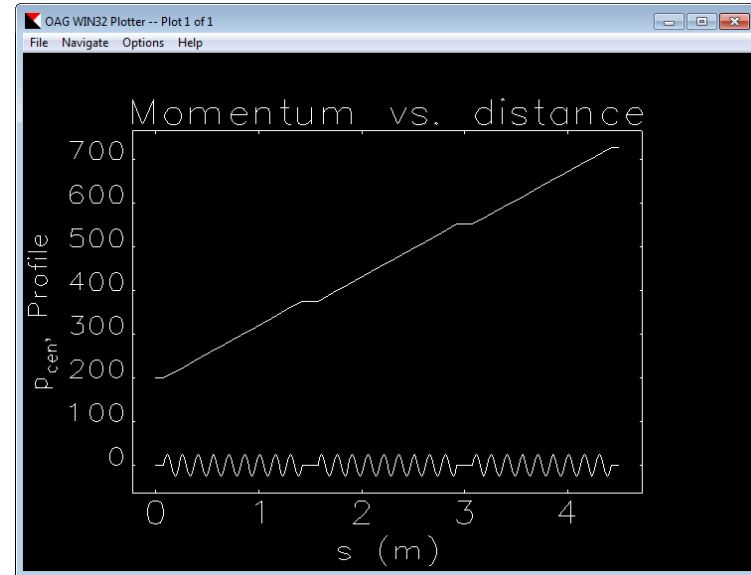 OAG WIN32 Plotter -- Plot 1 of 1
File Navigate Options Help
Momentum vs. distance
700
600
500
400
300
200
100
0
p_cen, Profile
0 1 2 3 4
s (m)